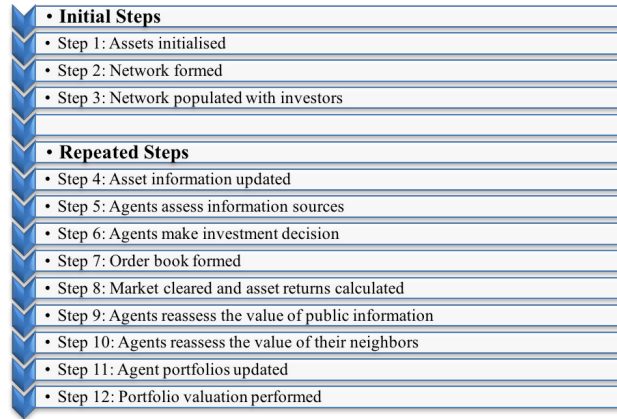 • Initial Steps
• Step 1: Assets initialised
• Step 2: Network formed
• Step 3: Network populated with investors
• Repeated Steps
• Step 4: Asset information updated
• Step 5: Agents assess information sources
• Step 6: Agents make investment decision
• Step 7: Order book formed
• Step 8: Market cleared and asset returns calculated
• Step 9: Agents reassess the value of public information
• Step 10: Agents reassess the value of their neighbors
• Step 11: Agent portfolios updated
• Step 12: Portfolio valuation performed